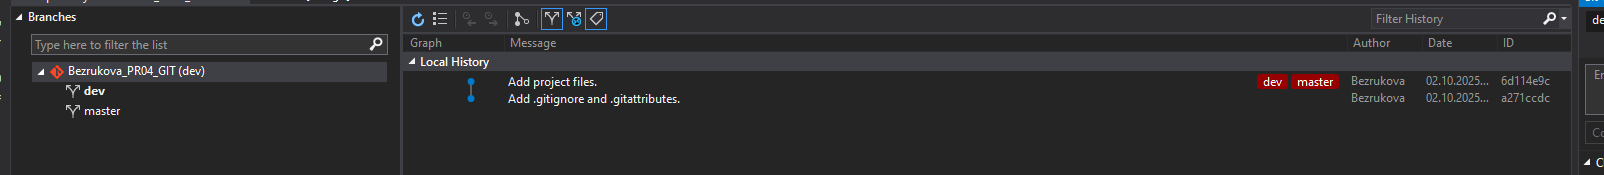 Branches
Type here to filter the list
Bezrukova_PR04_GIT (dev)
dev
master
Filter History
Graph Message Author Date ID
Local History
Add project files. dev master Bezrukova 02.10.2025... 6d114e9c
Add .gitignore and .gitattributes. Bezrukova 02.10.2025... a271ccdc